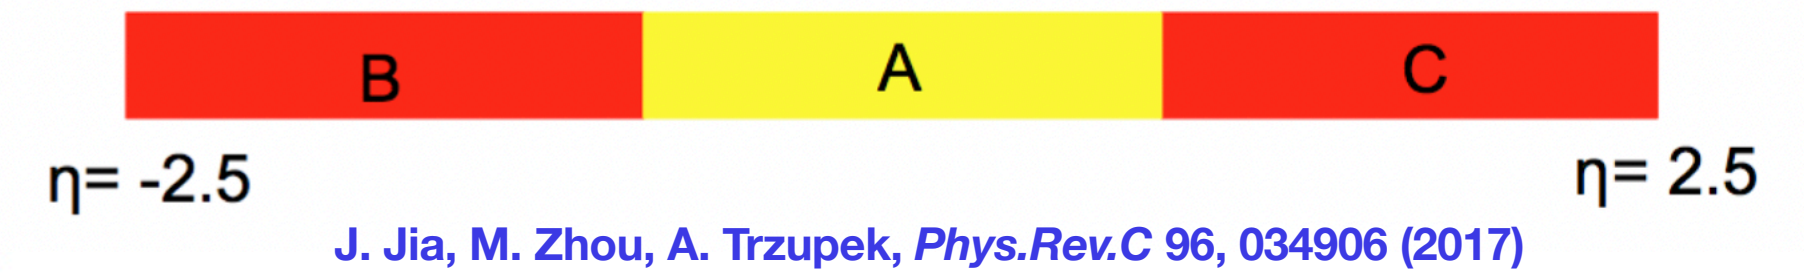 B A C
η= -2.5 η= 2.5
J. Jia, M. Zhou, A. Trzupek, Phys.Rev.C 96, 034906 (2017)